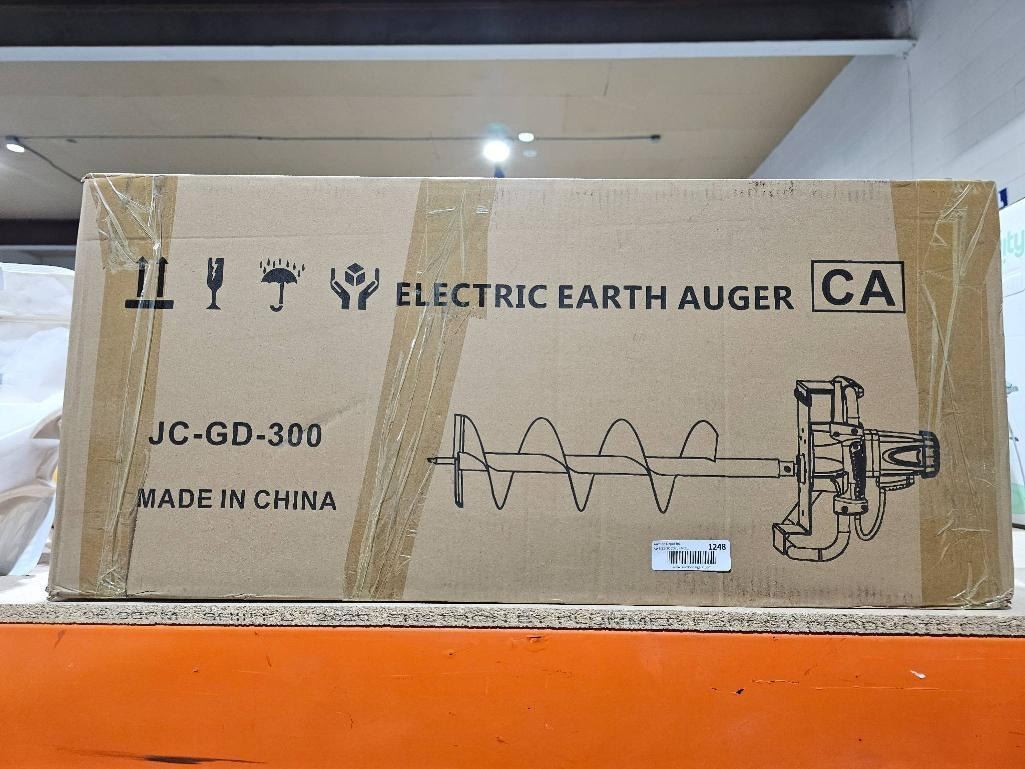 ELECTRIC EARTH AUGER CA
JC-GD-300
MADE IN CHINA
1248